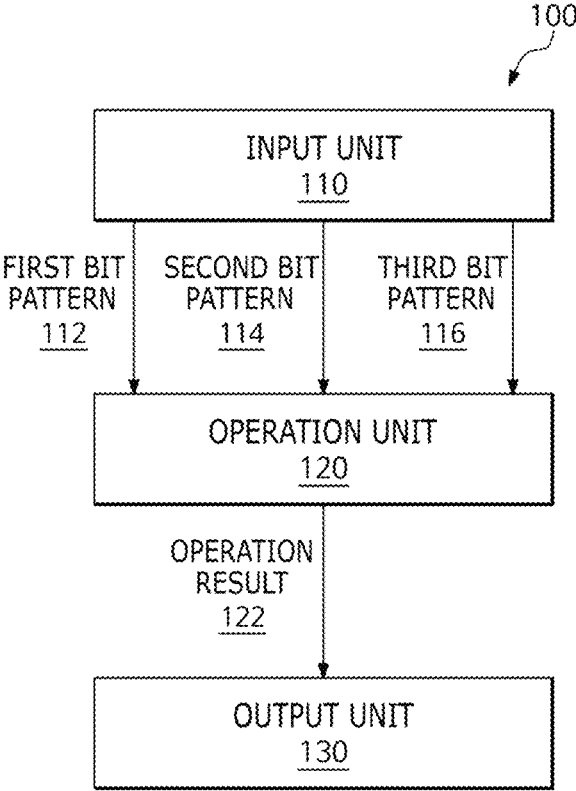 100
INPUT UNIT
110
FIRST BIT
PATTERN
112
SECOND BIT
PATTERN
114
THIRD BIT
PATTERN
116
OPERATION UNIT
120
OPERATION
RESULT
122
OUTPUT UNIT
130